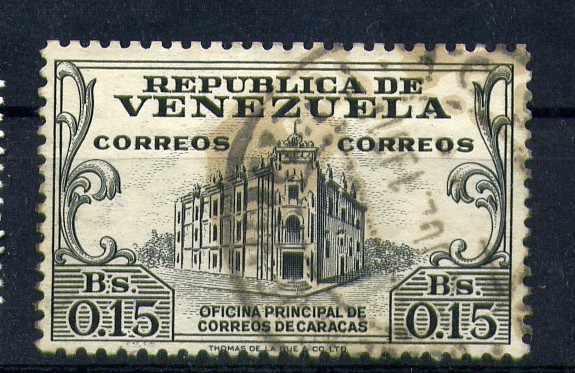 REPUBLICA DE
VENEZUELA
CORREOS CORREOS
Bs. Bs.
0.15 0.15
OFICINA PRINCIPAL DE
CORREOS DE CARACAS
THOMAS DE LA RUE & CO. LTD.